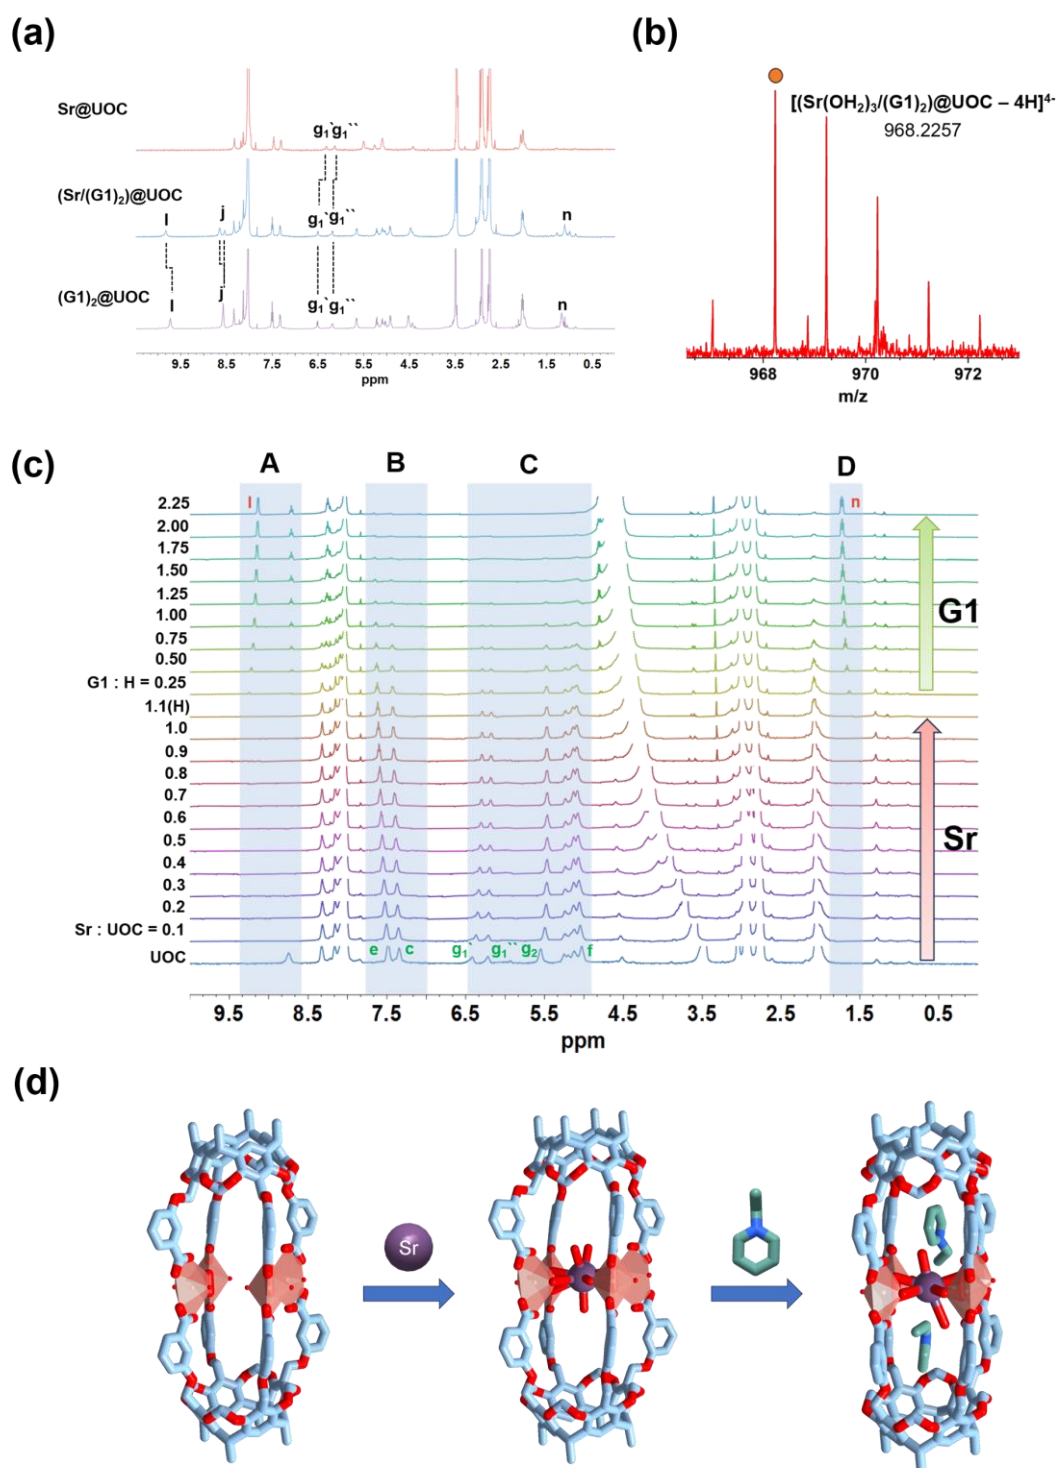 (a)
Sr@UOC
g₁` g₁``
(Sr/(G1)₂)@UOC
l
j
g₁` g₁``
n
(G1)₂@UOC
l
j
g₁` g₁``
n
9.5 8.5 7.5 6.5 5.5 4.5 3.5 2.5 1.5 0.5
ppm
(b)
[(Sr(OH₂)₃/(G1)₂)@UOC – 4H]⁴⁻
968.2257
968 970 972
m/z
(c)
A B C D
2.25
l
n
2.00
1.75
1.50
1.25
1.00
0.75
0.50
G1 : H = 0.25
G1
1.1(H)
1.0
0.9
0.8
0.7
0.6
0.5
0.4
0.3
0.2
Sr : UOC = 0.1
Sr
UOC
e c g₁` g₁`` g₂ f
9.5 8.5 7.5 6.5 5.5 4.5 3.5 2.5 1.5 0.5
ppm
(d)
Sr